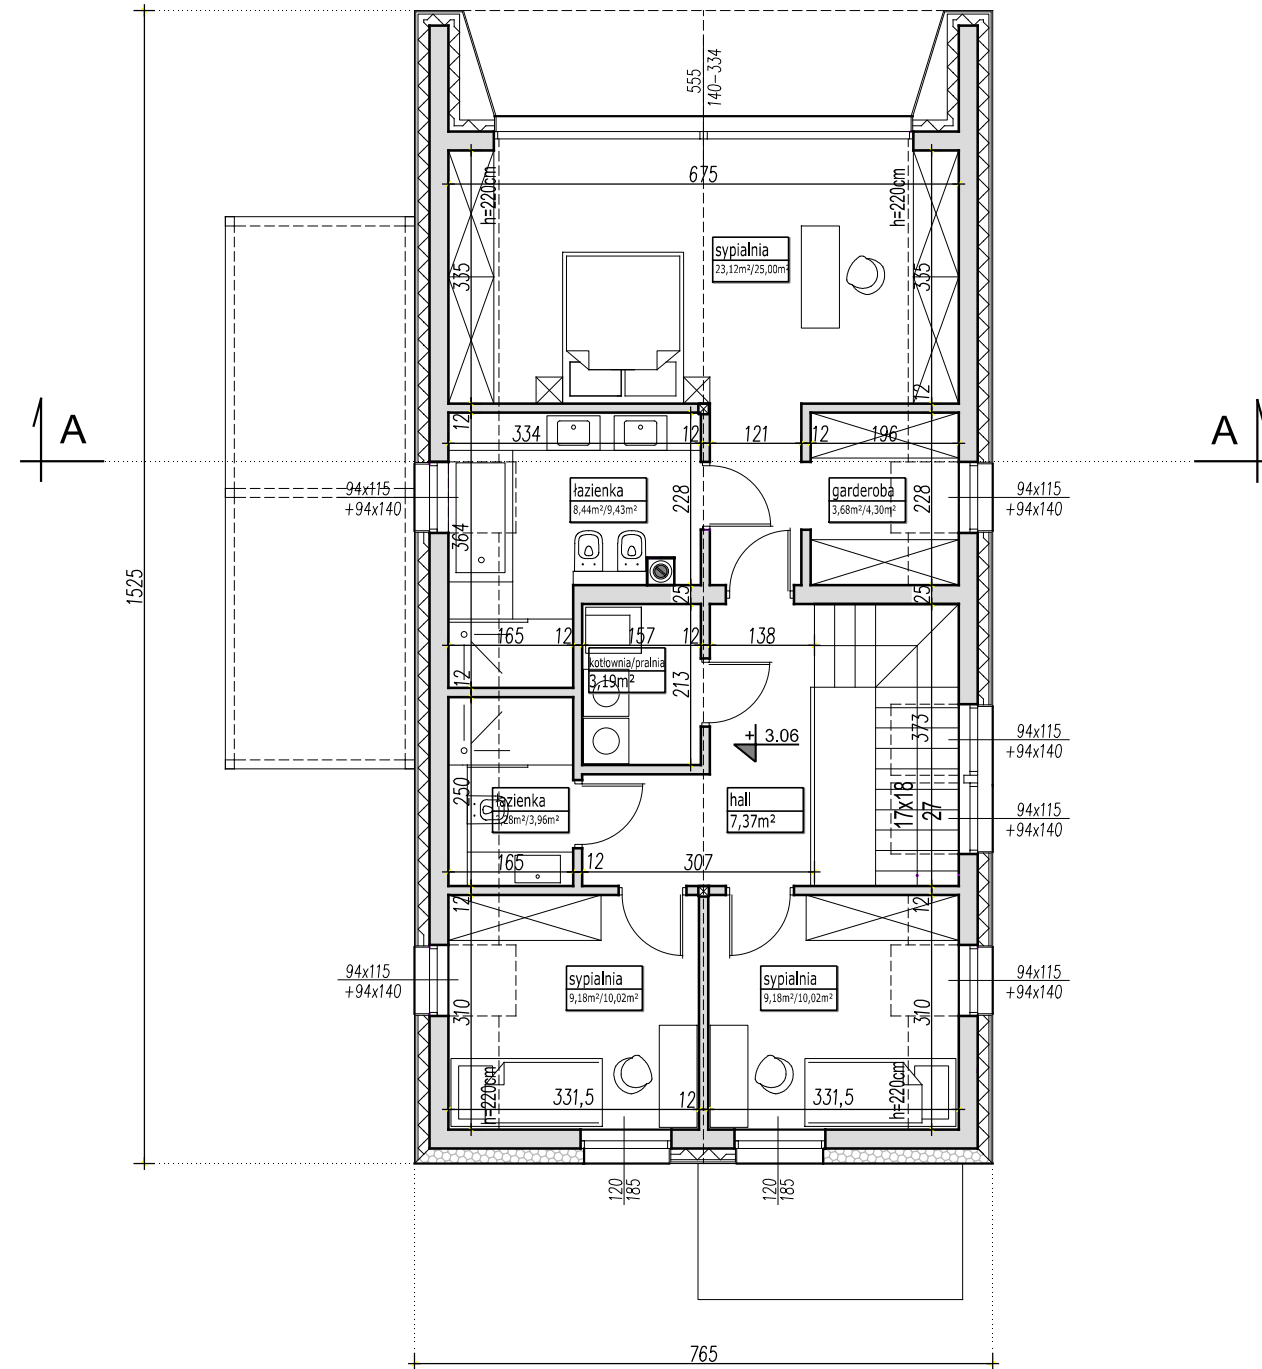 555
140-334
675
h=220cm
h=220cm
sypialnia
23,12m²/25,00m²
335
335
12
A
A
12
334
12
121
12
196
94x115
+94x140
łazienka
8,44m²/9,43m²
228
garderoba
3,68m²/4,30m²
228
94x115
+94x140
364
1525
25
25
165
12
157
12
138
kotłownia/pralnia
3,19m²
213
12
373
+ 3.06
94x115
+94x140
250
łazienka
3,28m²/3,96m²
hall
7,37m²
17x18
27
94x115
+94x140
165
12
307
12
12
94x115
+94x140
sypialnia
9,18m²/10,02m²
sypialnia
9,18m²/10,02m²
94x115
+94x140
310
310
h=220cm
331,5
12
331,5
h=220cm
120
185
120
185
765